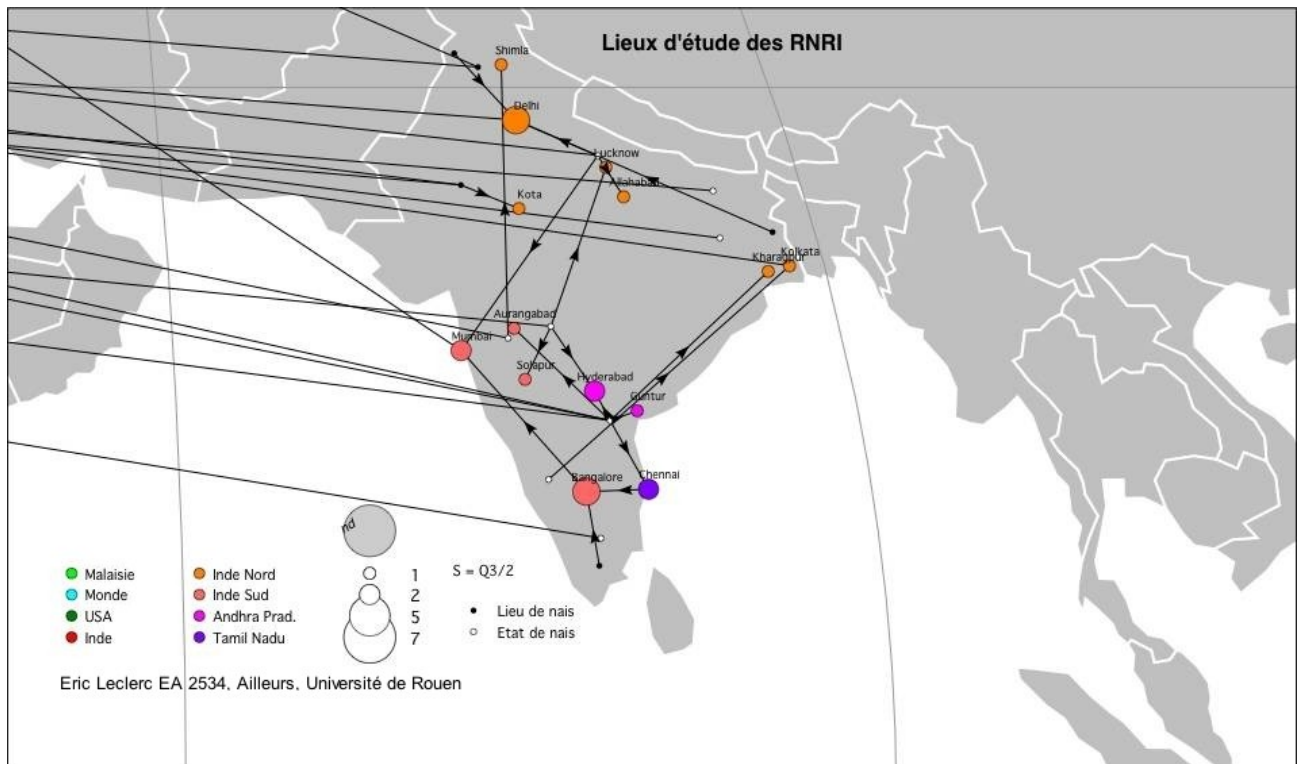 Lieux d'étude des RNRI
Shimla
Delhi
Lucknow
Allahabad
Kota
Kolkata
Kharagpur
Aurangabad
Mumbai
Solapur
Hyderabad
Guntur
Bangalore
Chennai
nd
Malaisie
Monde
USA
Inde
Inde Nord
Inde Sud
Andhra Prad.
Tamil Nadu
1
2
5
7
S = Q3/2
Lieu de nais
Etat de nais
Eric Leclerc EA 2534, Ailleurs, Université de Rouen